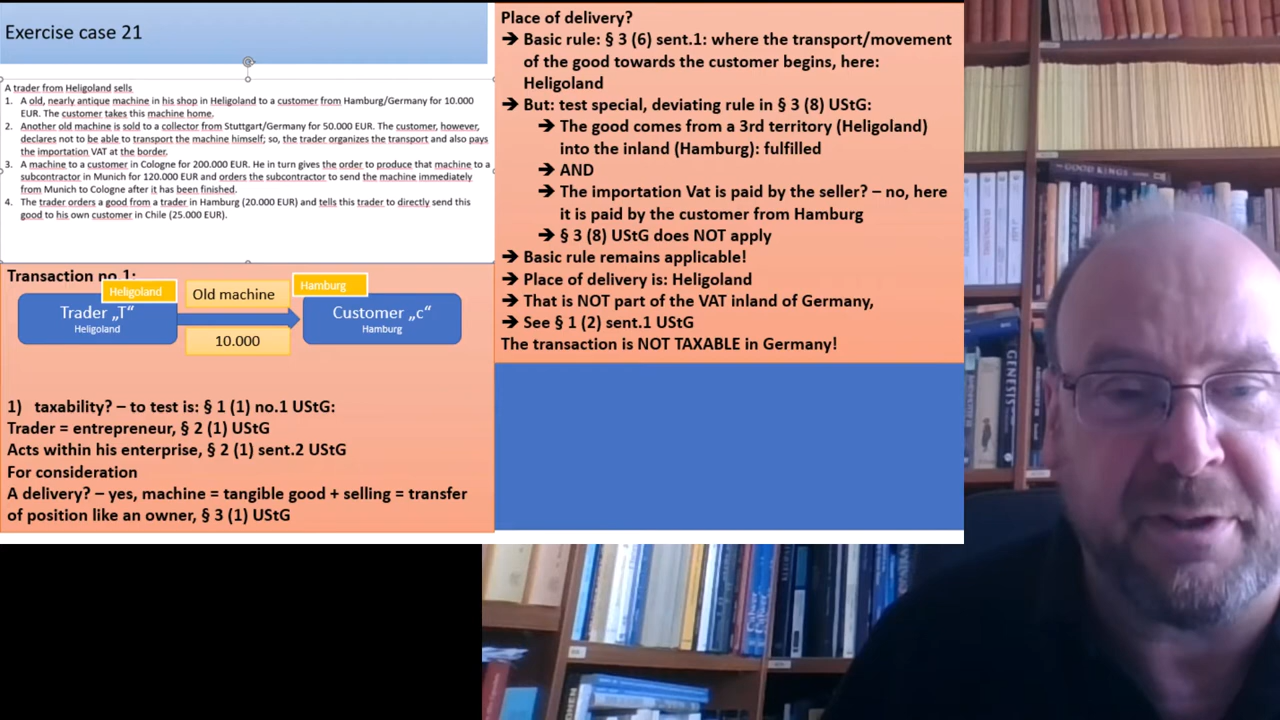 Exercise case 21
A trader from Heligoland sells
1. A old, nearly antique machine in his shop in Heligoland to a customer from Hamburg/Germany for 10.000
EUR. The customer takes this machine home.
2. Another old machine is sold to a collector from Stuttgart/Germany for 50.000 EUR. The customer, however,
declares not to be able to transport the machine himself; so, the trader organizes the transport and also pays
the importation VAT at the border.
3. A machine to a customer in Cologne for 200.000 EUR. He in turn gives the order to produce that machine to a
subcontractor in Munich for 120.000 EUR and orders the subcontractor to send the machine immediately
from Munich to Cologne after it has been finished.
4. The trader orders a good from a trader in Hamburg (20.000 EUR) and tells this trader to directly send this
good to his own customer in Chile (25.000 EUR).
Transaction no.1:
Heligoland
Old machine
Hamburg
Trader „T“
Heligoland
Customer „c“
Hamburg
10.000
1) taxability? – to test is: § 1 (1) no.1 UStG:
Trader = entrepreneur, § 2 (1) UStG
Acts within his enterprise, § 2 (1) sent.2 UStG
For consideration
A delivery? – yes, machine = tangible good + selling = transfer
of position like an owner, § 3 (1) UStG
Place of delivery?
➔ Basic rule: § 3 (6) sent.1: where the transport/movement
of the good towards the customer begins, here:
Heligoland
➔ But: test special, deviating rule in § 3 (8) UStG:
➔ The good comes from a 3rd territory (Heligoland)
into the inland (Hamburg): fulfilled
➔ AND
➔ The importation Vat is paid by the seller? – no, here
it is paid by the customer from Hamburg
➔ § 3 (8) UStG does NOT apply
➔ Basic rule remains applicable!
➔ Place of delivery is: Heligoland
➔ That is NOT part of the VAT inland of Germany,
➔ See § 1 (2) sent.1 UStG
The transaction is NOT TAXABLE in Germany!
GOOD KINGS
GENESIS